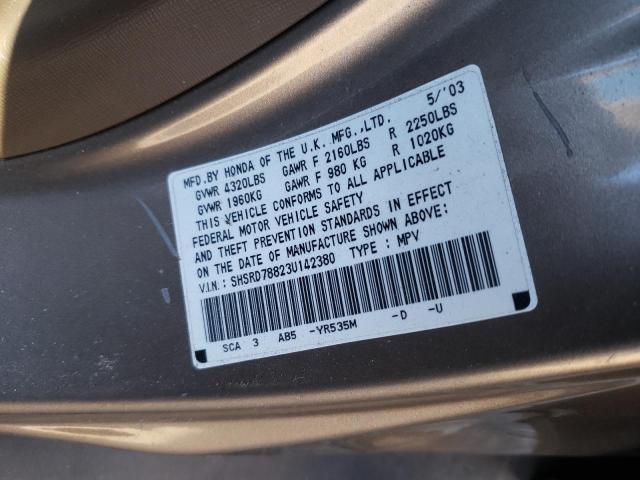 MFD.BY HONDA OF THE U.K. MFG.,LTD. 5/'03
GVWR 4320LBS GAWR F 2160LBS R 2250LBS
GVWR 1960KG GAWR F 980 KG R 1020KG
THIS VEHICLE CONFORMS TO ALL APPLICABLE
FEDERAL MOTOR VEHICLE SAFETY
AND THEFT PREVENTION STANDARDS IN EFFECT
ON THE DATE OF MANUFACTURE SHOWN ABOVE:
V.I.N.: SHSRD78823U142380 TYPE : MPV
SCA 3 AB5 -YR535M -D -U